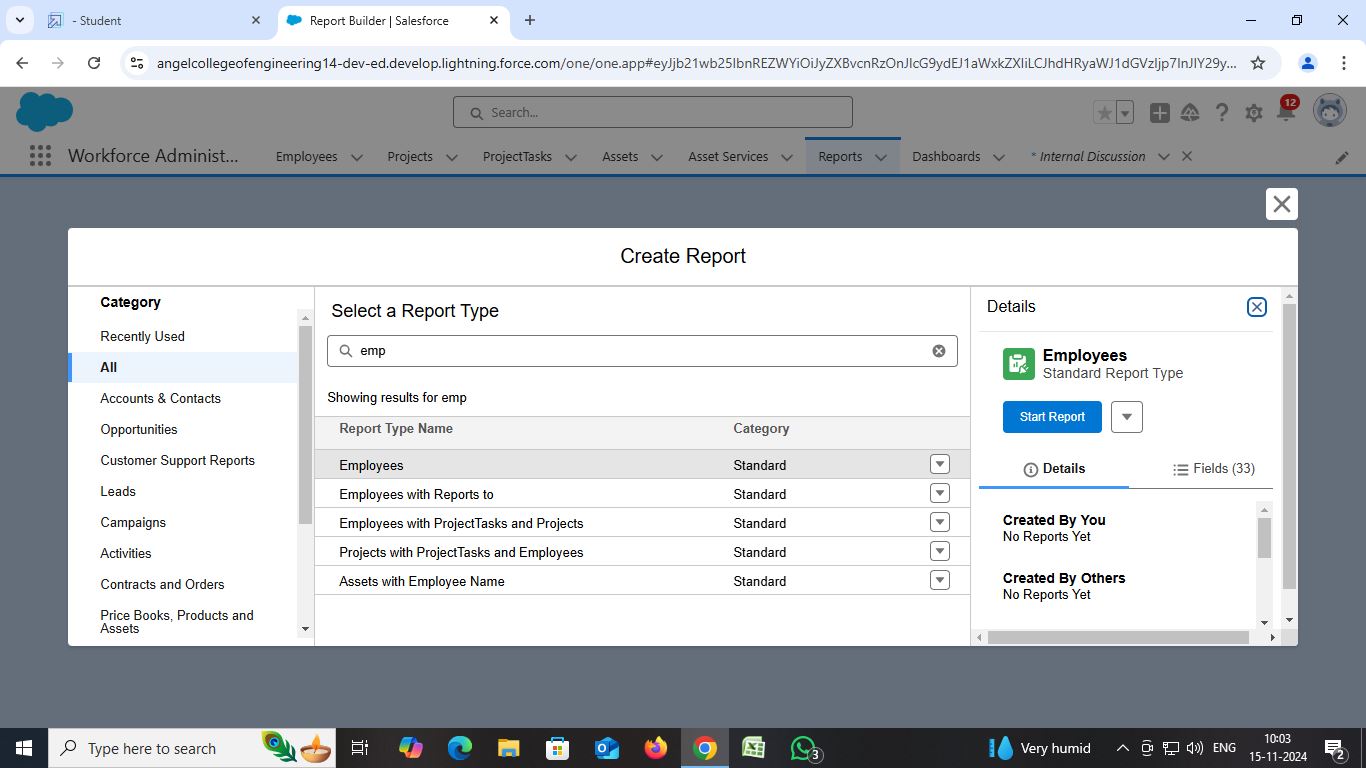 - Student
Report Builder | Salesforce
angelcollegeofengineering14-dev-ed.develop.lightning.force.com/one/one.app#eyJjb21wb25lbnREZWYiOiJyZXBvcnRzOnJlcG9ydEJ1aWxkZXIiLCJhdHRyaWJ1dGVzIjp7InJlY29y...
Search...
12
Workforce Administ...
Employees
Projects
ProjectTasks
Assets
Asset Services
Reports
Dashboards
* Internal Discussion
Create Report
Category
Recently Used
All
Accounts & Contacts
Opportunities
Customer Support Reports
Leads
Campaigns
Activities
Contracts and Orders
Price Books, Products and
Assets
Select a Report Type
emp
Showing results for emp
Report Type Name Category
Employees Standard
Employees with Reports to Standard
Employees with ProjectTasks and Projects Standard
Projects with ProjectTasks and Employees Standard
Assets with Employee Name Standard
Details
Employees
Standard Report Type
Start Report
Details
Fields (33)
Created By You
No Reports Yet
Created By Others
No Reports Yet
Type here to search
3
Very humid
ENG
10:03
15-11-2024
2